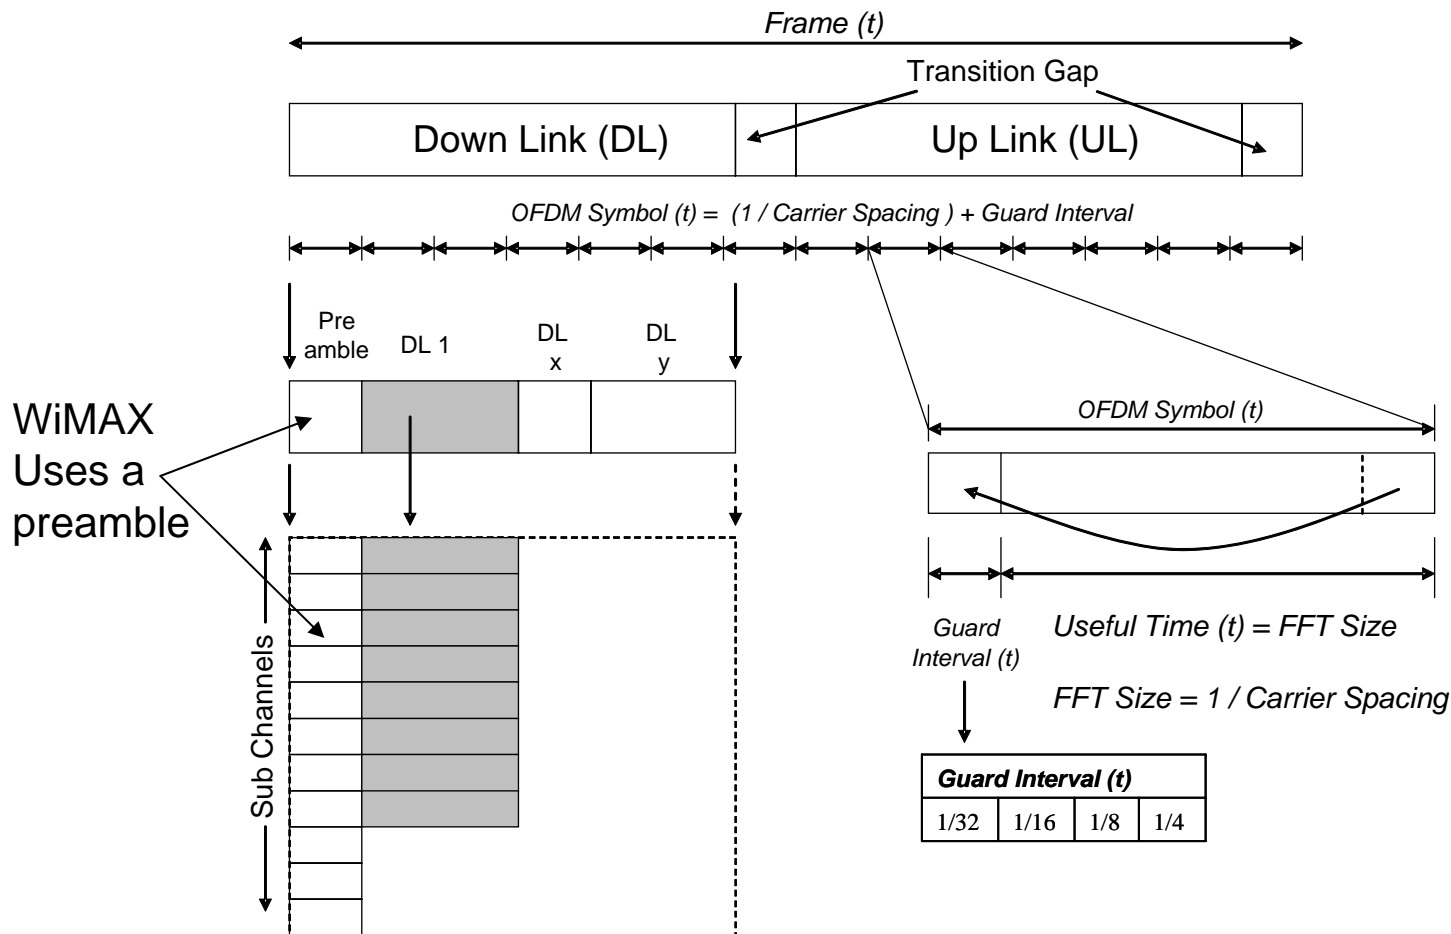 Frame (t)
Transition Gap
Down Link (DL)
Up Link (UL)
OFDM Symbol (t) = (1 / Carrier Spacing ) + Guard Interval
Pre
amble
DL 1
DL
x
DL
y
WiMAX
Uses a
preamble
Sub Channels
OFDM Symbol (t)
Guard
Interval (t)
Useful Time (t) = FFT Size
FFT Size = 1 / Carrier Spacing
Guard Interval (t)
1/32 1/16 1/8 1/4